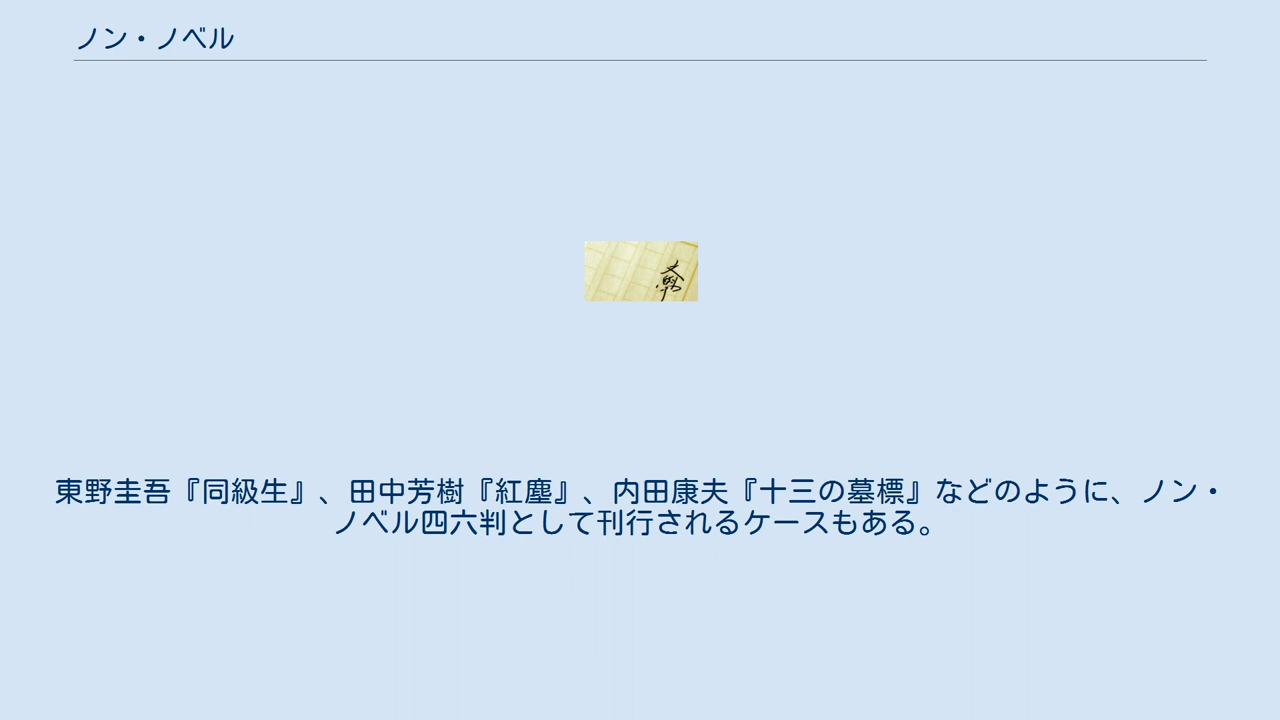 ノン・ノベル
東野圭吾『同級生』、田中芳樹『紅塵』、内田康夫『十三の墓標』などのように、ノン・
ノベル四六判として刊行されるケースもある。